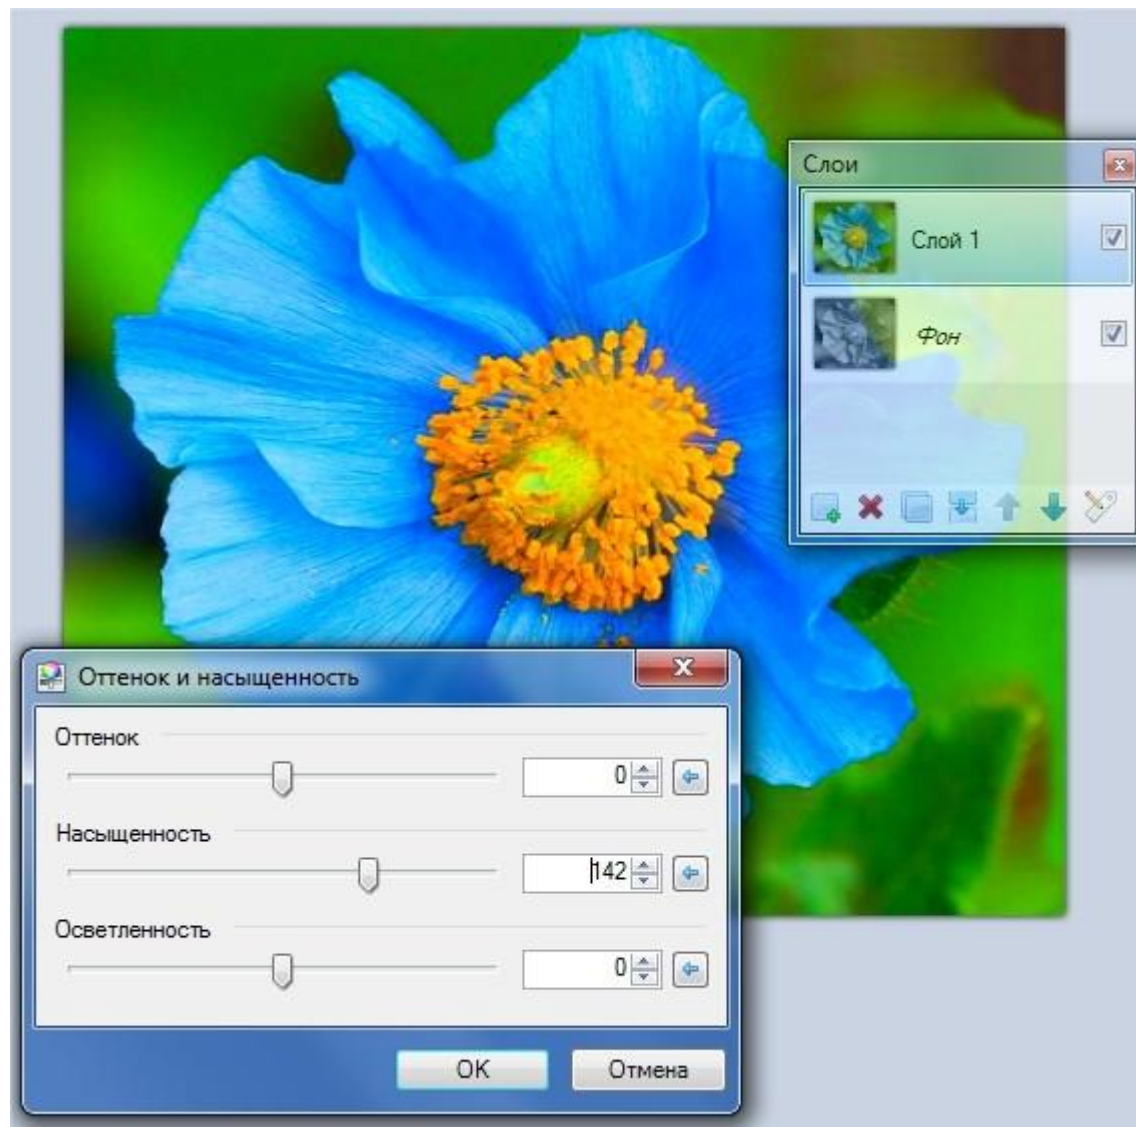 Слои
Слой 1
Фон
Оттенок и насыщенность
Оттенок
0
Насыщенность
142
Осветленность
0
OK
Отмена